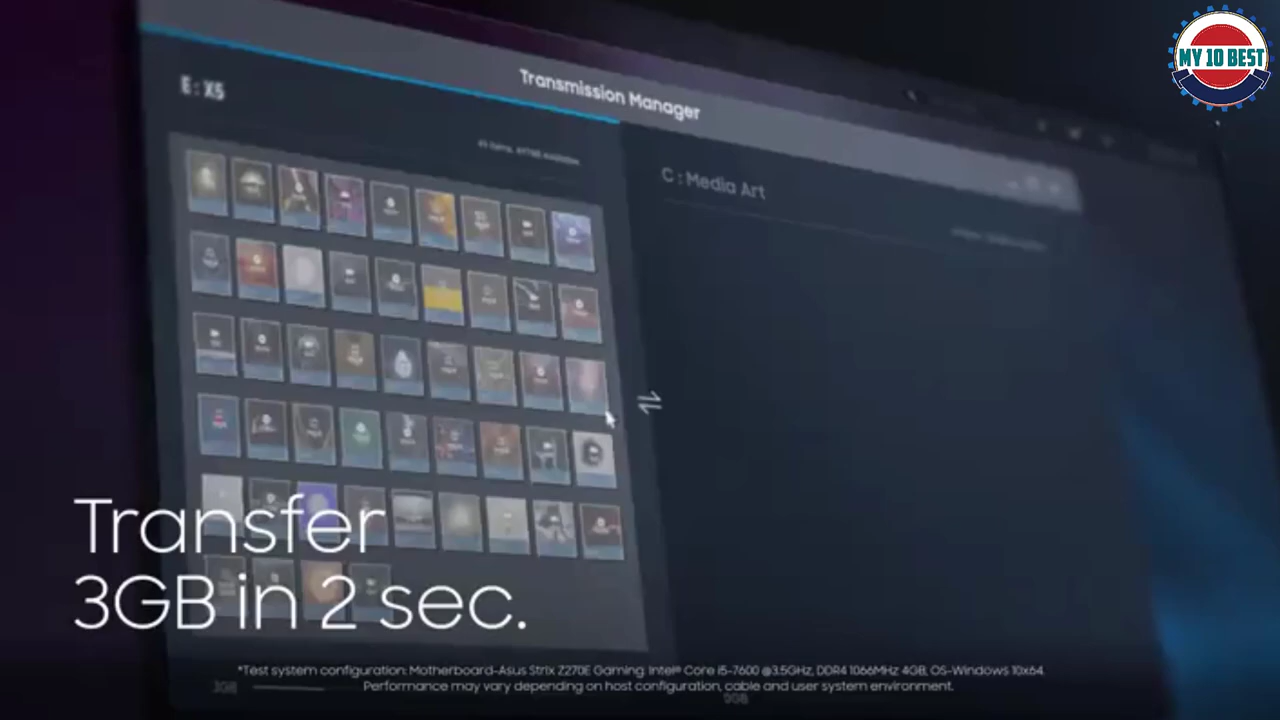 MY 10 BEST
Transmission Manager
E : X5
C : Media Art
Transfer
3GB in 2 sec.
*Test system configuration: Motherboard-Asus Strix Z270E Gaming Intel® Core i5-7600 @3.5GHz, DDR4 1066MHz 4GB, OS-Windows 10x64.
Performance may vary depending on host configuration, cable and user system environment.
3GB